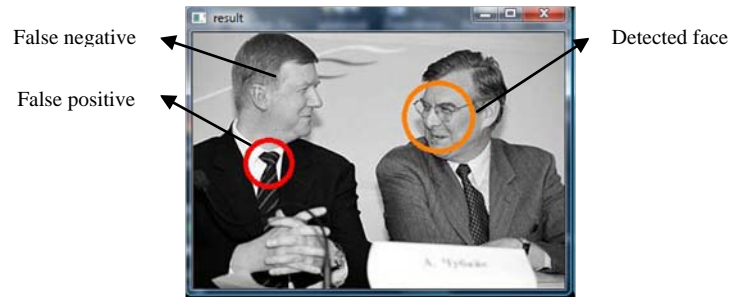 result
False negative
Detected face
False positive
А. Чубайс